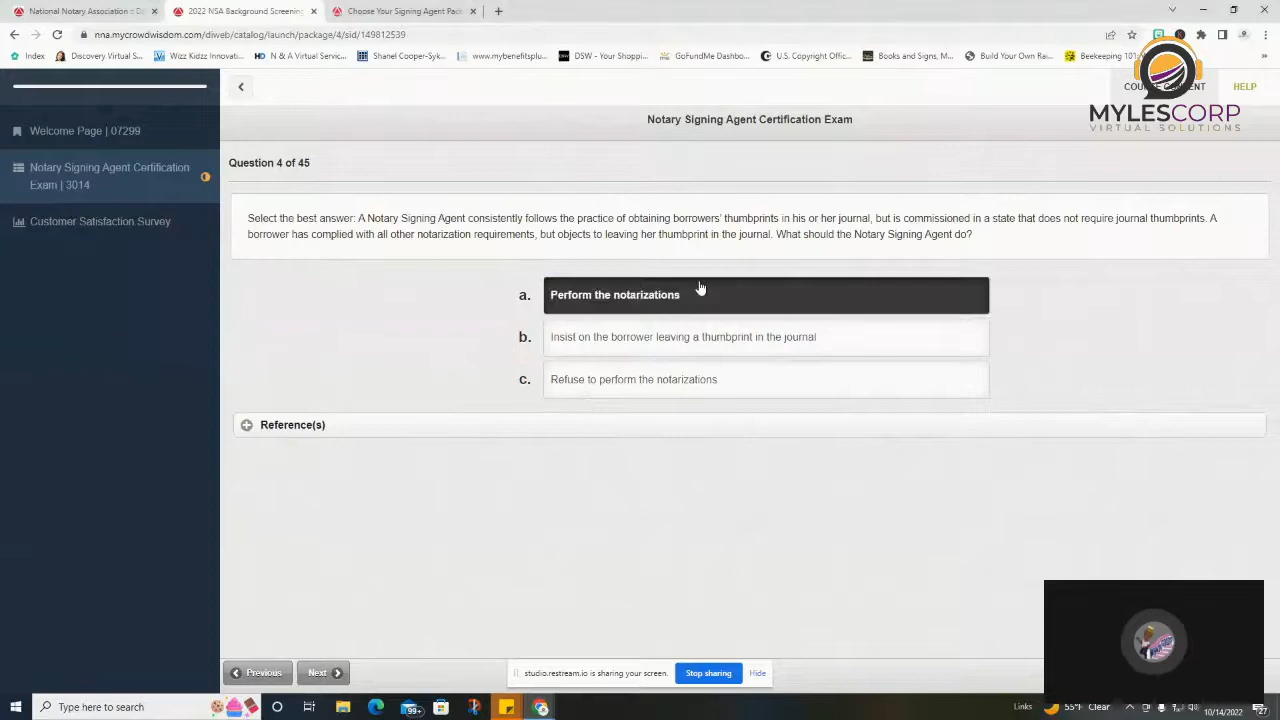 National Notary Association
2022 NSA Background Screening
Choose Your Signing Agent Pack
nna.mycrowdwisdom.com/diweb/catalog/launch/package/4/sid/149812539
Index
Discovery Virtual S...
Wizz Kidzz Innovati...
N & A Virtual Servic...
Shanel Cooper-Syk...
www.mybenefitsplu...
DSW - Your Shoppi...
GoFundMe Dashbo...
U.S. Copyright Offic...
Books and Signs, M...
Build Your Own Rai...
Beekeeping 101:
HELP
MYLESCORP
VIRTUAL SOLUTIONS
Notary Signing Agent Certification Exam
Welcome Page | 07299
Notary Signing Agent Certification
Exam | 3014
Customer Satisfaction Survey
Question 4 of 45
Select the best answer: A Notary Signing Agent consistently follows the practice of obtaining borrowers' thumbprints in his or her journal, but is commissioned in a state that does not require journal thumbprints. A
borrower has complied with all other notarization requirements, but objects to leaving her thumbprint in the journal. What should the Notary Signing Agent do?
a. Perform the notarizations
b. Insist on the borrower leaving a thumbprint in the journal
c. Refuse to perform the notarizations
Reference(s)
Previous
Next
studio.restream.io is sharing your screen.
Stop sharing
Hide
Type here to search
99+
Links
55°F Clear
10/14/2022